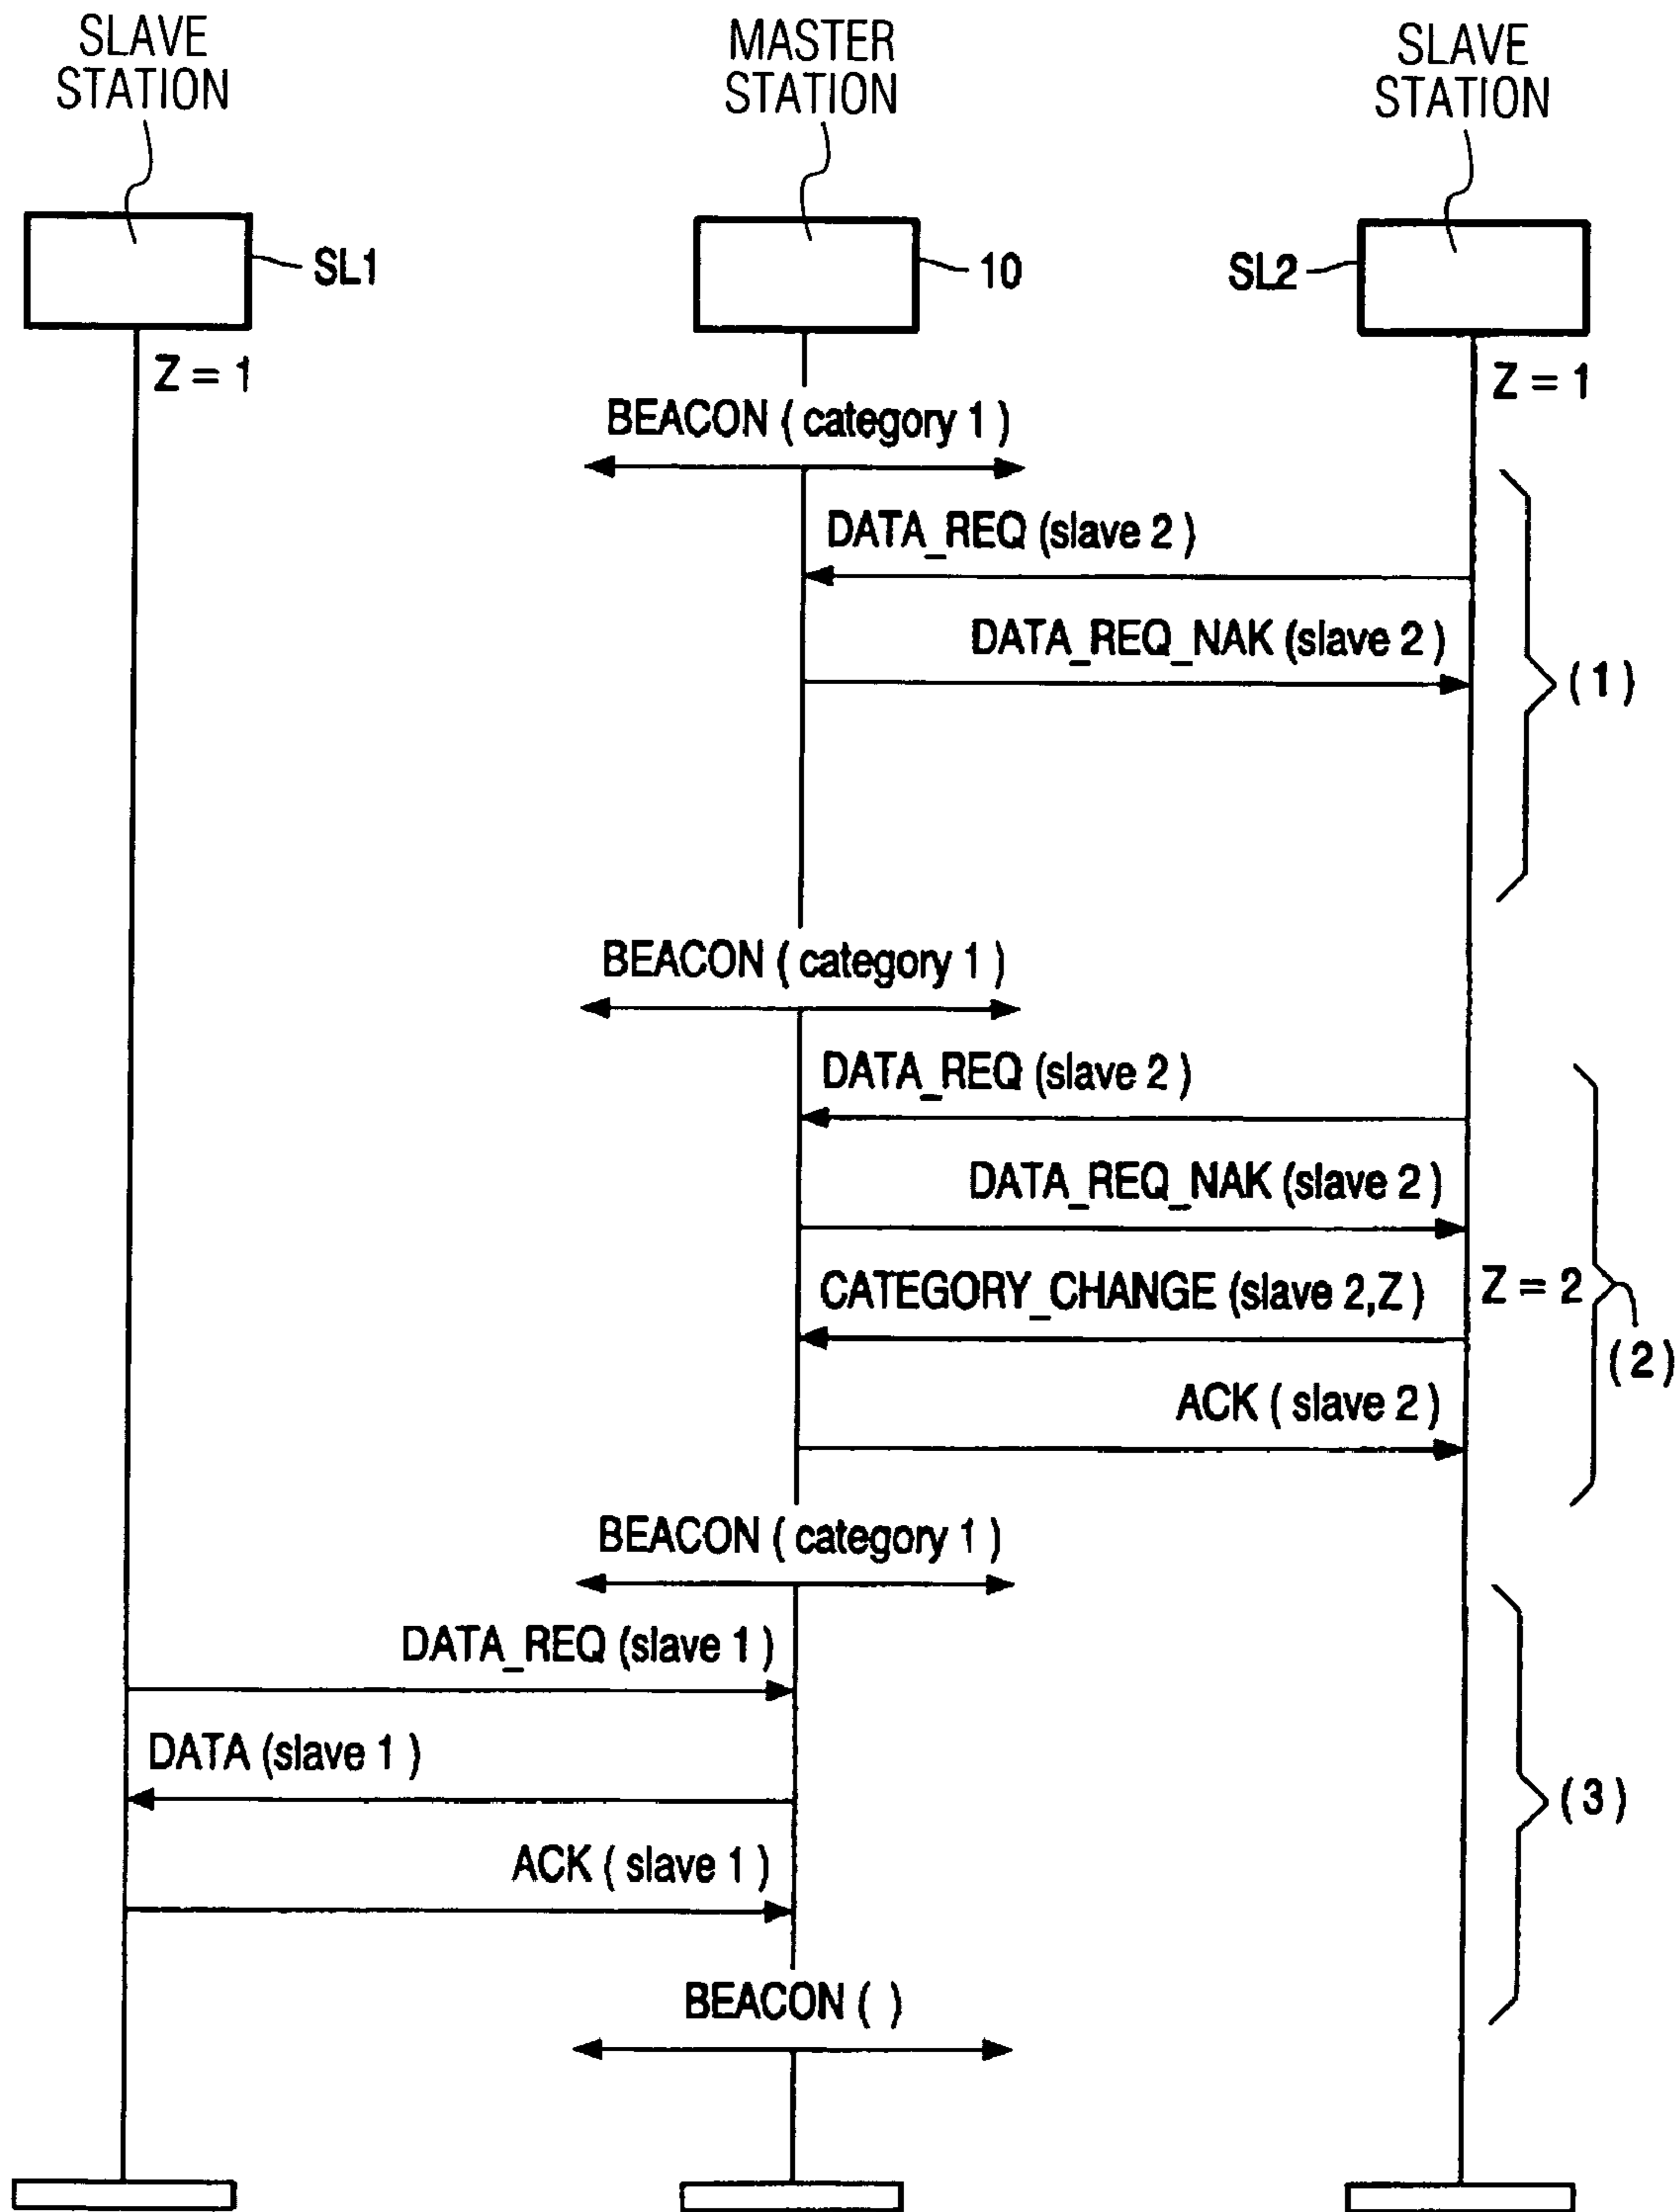 SLAVE
STATION
MASTER
STATION
SLAVE
STATION
SL1
10
SL2
Z = 1
Z = 1
BEACON ( category 1 )
DATA_REQ (slave 2 )
DATA_REQ_NAK (slave 2 )
( 1 )
BEACON ( category 1 )
DATA_REQ (slave 2 )
DATA_REQ_NAK (slave 2 )
CATEGORY_CHANGE (slave 2,Z )
Z = 2
( 2 )
ACK ( slave 2 )
BEACON ( category 1 )
DATA_REQ (slave 1 )
DATA (slave 1 )
( 3 )
ACK ( slave 1 )
BEACON ( )